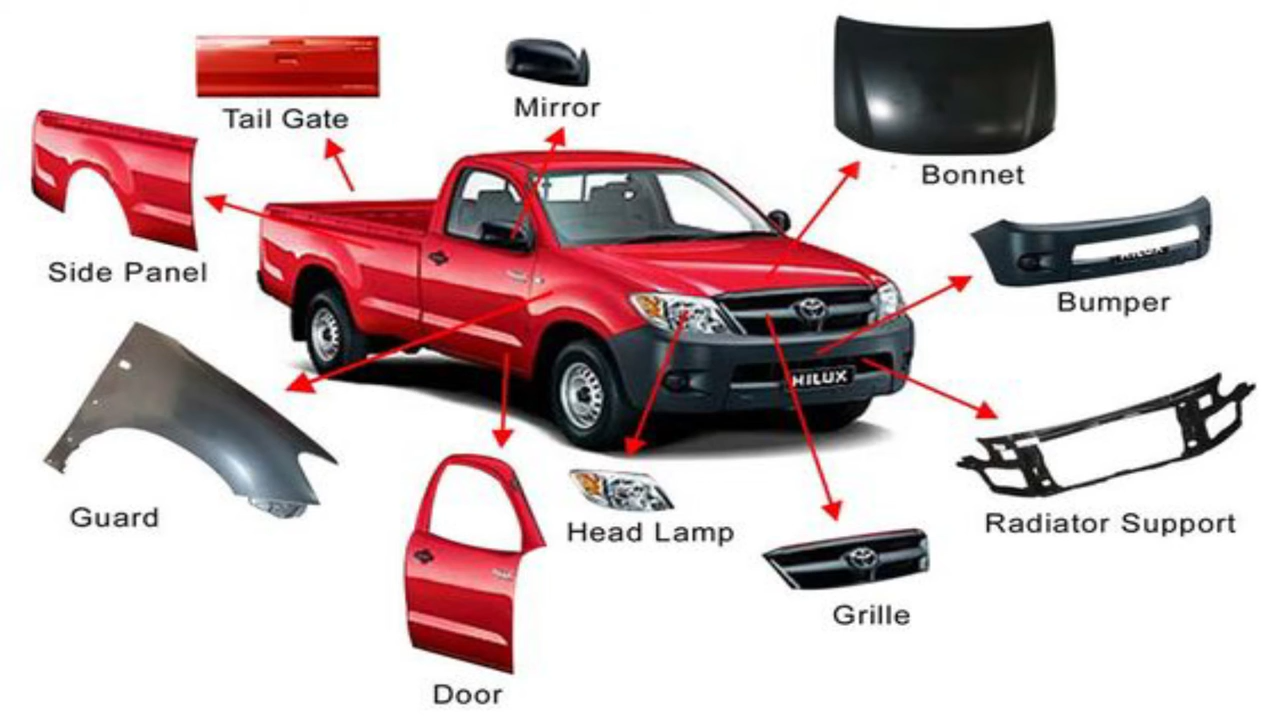 Tail Gate
Mirror
Bonnet
Side Panel
Bumper
HILUX
HILUX
Guard
Head Lamp
Radiator Support
Grille
Door